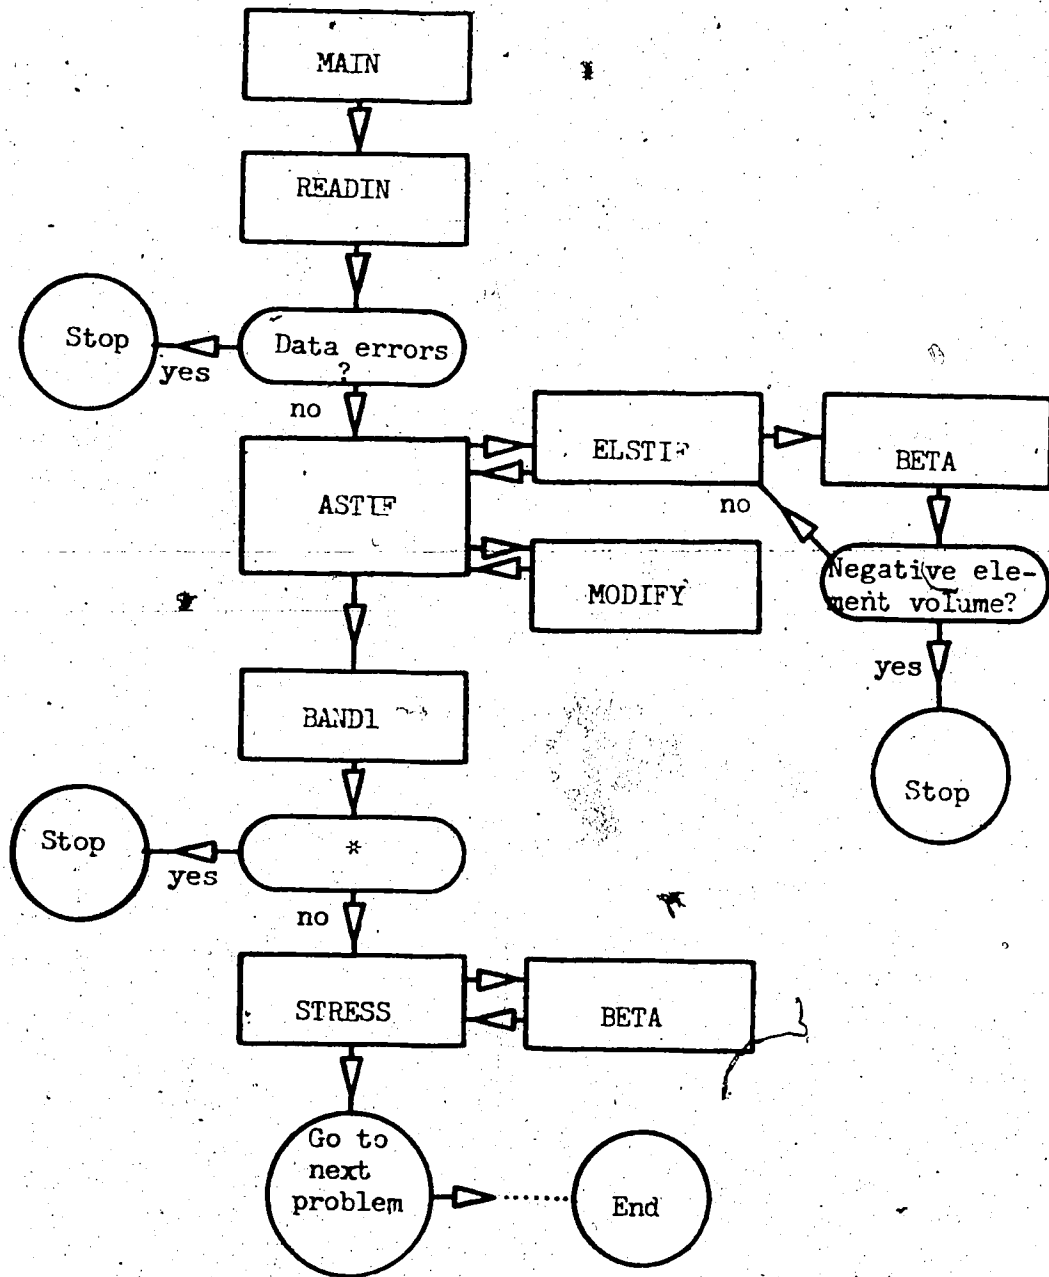 MAIN
READIN
Stop
yes
Data errors
?
no
ASTIF
ELSTIF
BETA
no
MODIFY
Negative ele-
ment volume?
yes
Stop
BAND1
Stop
yes
*
no
STRESS
BETA
Go to
next
problem
End